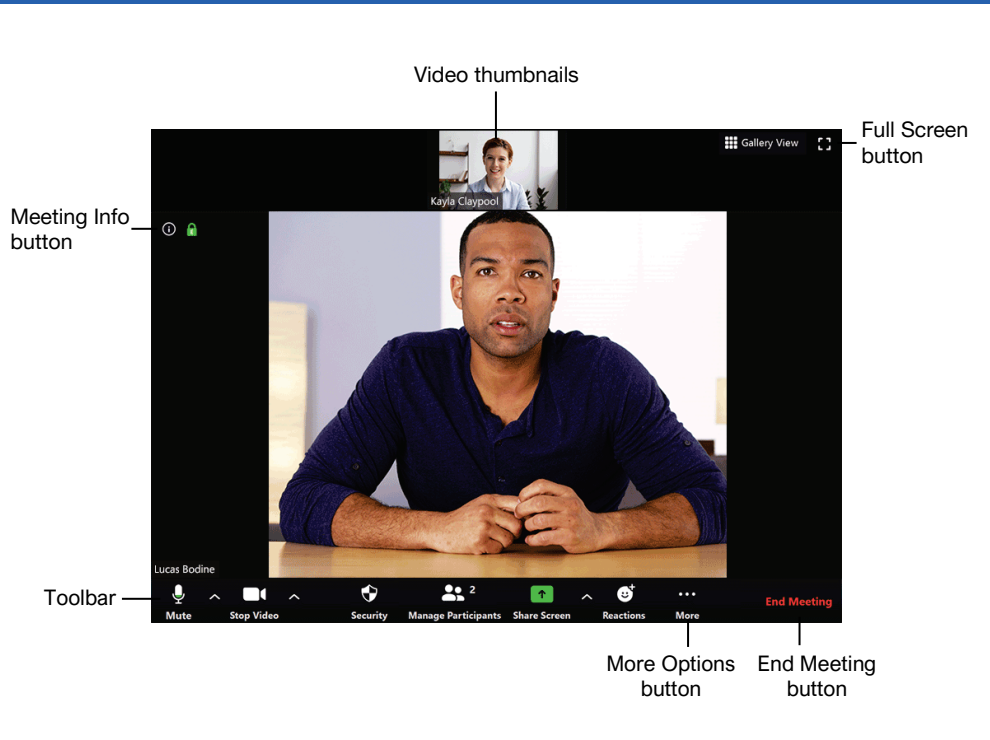 Video thumbnails
Full Screen
button
Gallery View
Kayla Claypool
Meeting Info
button
Lucas Bodine
Toolbar
2
Mute
Stop Video
Security
Manage Participants
Share Screen
Reactions
More
End Meeting
More Options
button
End Meeting
button